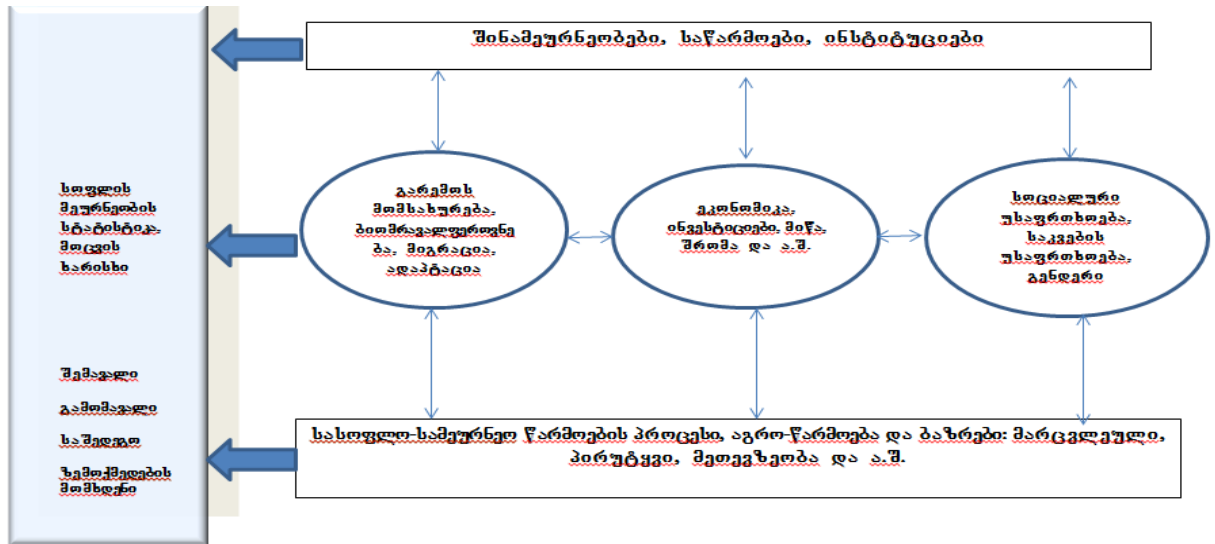 შინამეურნეობები, საწარმოები, ინსტიტუციები
სოფლის
მეურნეობის
სტატისტიკა,
მოცვის
ხარისხი
გარემოს
მომსახურება,
ბიომრავალფეროვნე
ბა, მიგრაცია,
ადაპტაცია
ეკონომიკა,
ინვესტიციები, მიწა,
შრომა და ა.შ.
სოციალური
უსაფრთხოება,
საკვების
უსაფრთხოება,
გენდერი
შემავალი
გამომავალი
საშედეგო
ზემოქმედების
მომხდენი
სასოფლო-სამეურნეო წარმოების პროცესი, აგრო-წარმოება და ბაზრები: მარცვლეული,
პირუტყვი, მეთევზეობა და ა.შ.